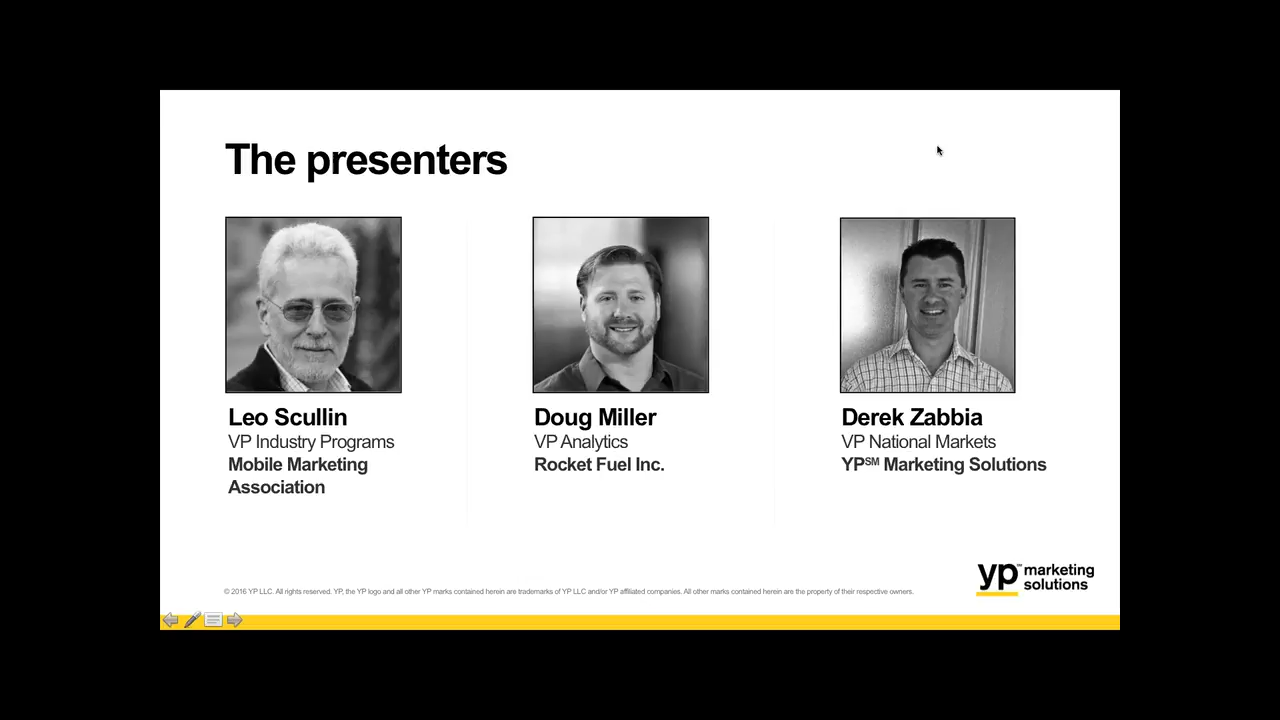 The presenters
Leo Scullin
VP Industry Programs
Mobile Marketing
Association
Doug Miller
VP Analytics
Rocket Fuel Inc.
Derek Zabbia
VP National Markets
YP℠ Marketing Solutions
© 2016 YP LLC. All rights reserved. YP, the YP logo and all other YP marks contained herein are trademarks of YP LLC and/or YP affiliated companies. All other marks contained herein are the property of their respective owners.
yp™ marketing
solutions